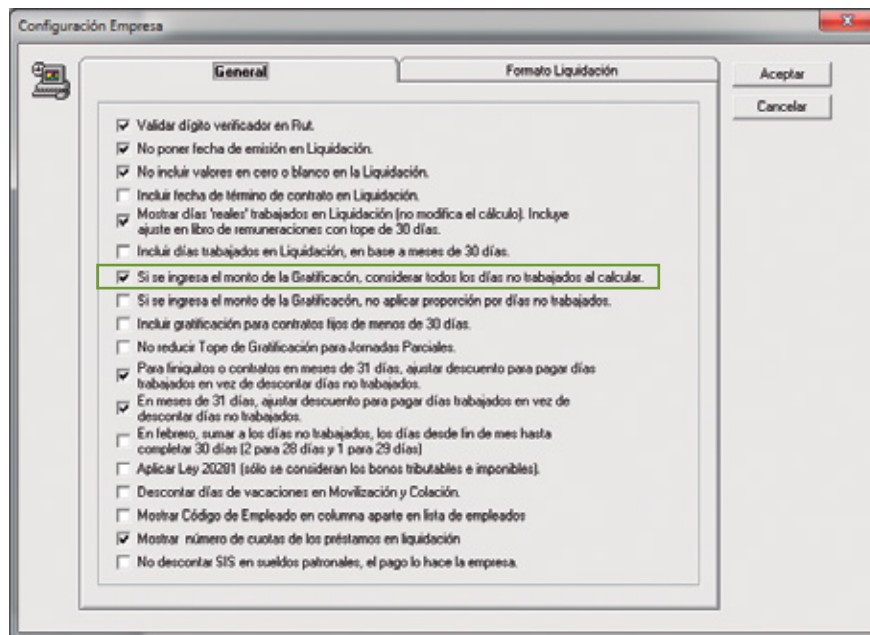 Configuración Empresa
General
Formato Liquidación
Aceptar
Cancelar
Validar dígito verificador en Rut.
No poner fecha de emisión en Liquidación.
No incluir valores en cero o blanco en la Liquidación.
Incluir fecha de término de contrato en Liquidación.
Mostrar días 'reales' trabajados en Liquidación (no modifica el cálculo). Incluye
ajuste en libro de remuneraciones con tope de 30 días.
Incluir días trabajados en Liquidación, en base a meses de 30 días.
Si se ingresa el monto de la Gratificacón, considerar todos los días no trabajados al calcular.
Si se ingresa el monto de la Gratificacón, no aplicar proporción por días no trabajados.
Incluir gratificación para contratos fijos de menos de 30 días.
No reducir Tope de Gratificación para Jornadas Parciales.
Para finiquitos o contratos en meses de 31 días, ajustar descuento para pagar días
trabajados en vez de descontar días no trabajados.
En meses de 31 días, ajustar descuento para pagar días trabajados en vez de
descontar días no trabajados.
En febrero, sumar a los días no trabajados, los días desde fin de mes hasta
completar 30 días (2 para 28 días y 1 para 29 días)
Aplicar Ley 20281 (sólo se consideran los bonos tributables e imponibles).
Descontar días de vacaciones en Movilización y Colación.
Mostrar Código de Empleado en columna aparte en lista de empleados
Mostrar número de cuotas de los préstamos en liquidación
No descontar SIS en sueldos patronales, el pago lo hace la empresa.